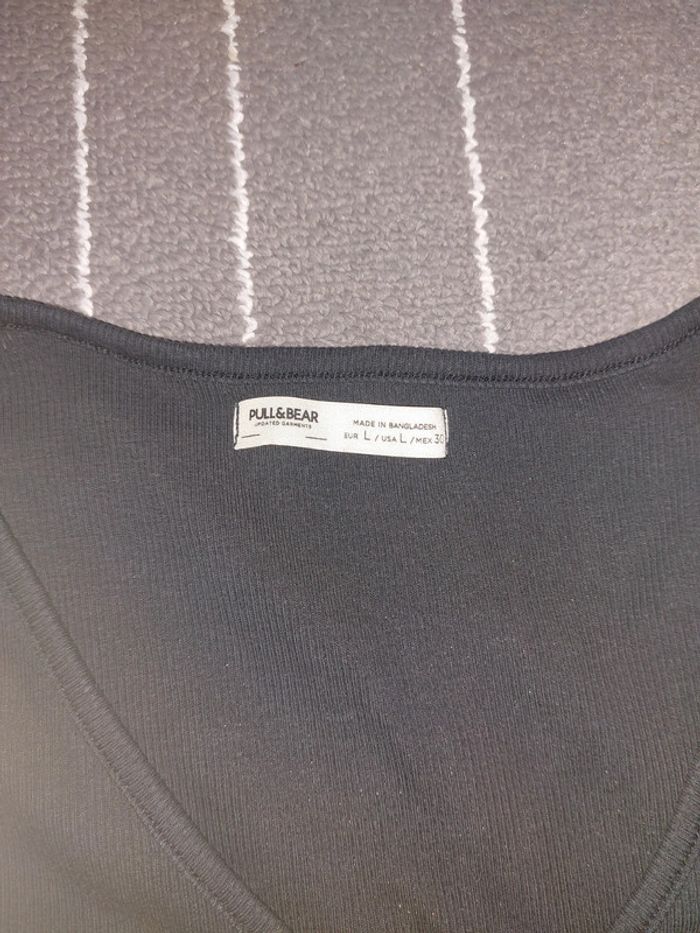 PULL&BEAR
UPDATED GARMENTS
MADE IN BANGLADESH
EUR L / USA L / MEX 30